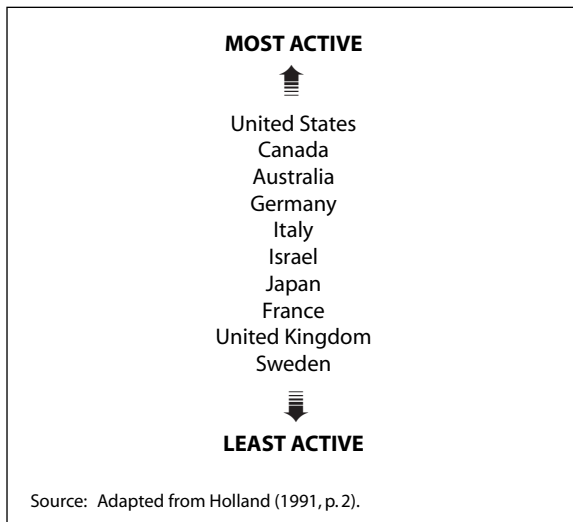 MOST ACTIVE
United States
Canada
Australia
Germany
Italy
Israel
Japan
France
United Kingdom
Sweden
LEAST ACTIVE
Source: Adapted from Holland (1991, p. 2).